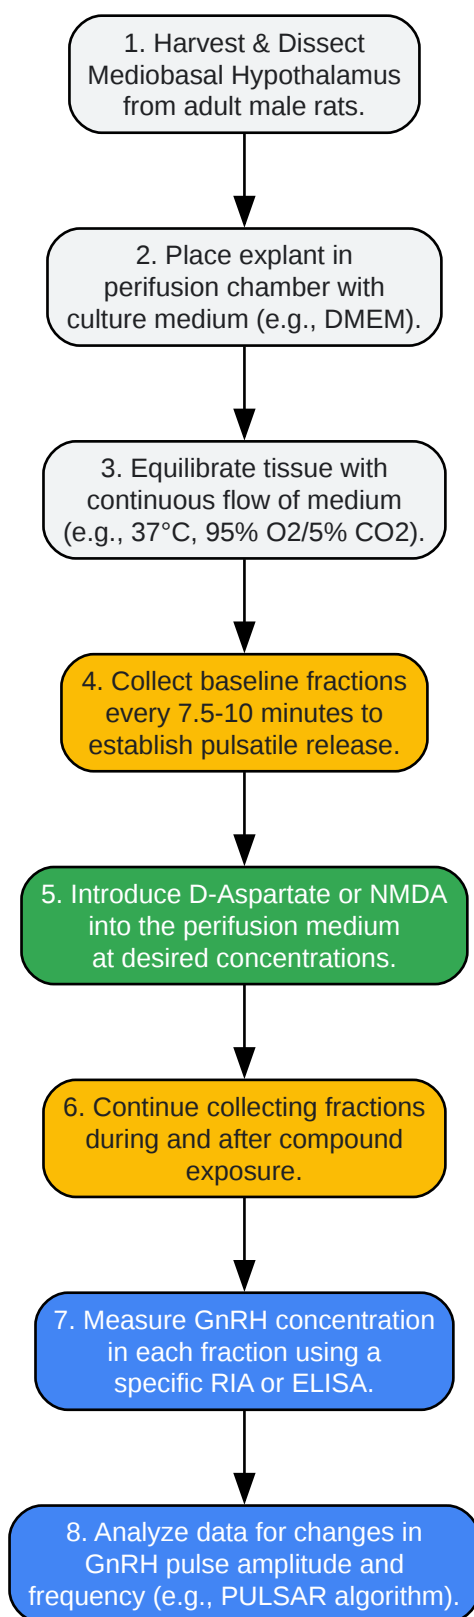 1. Harvest & Dissect
Mediobasal Hypothalamus
from adult male rats.
2. Place explant in
perifusion chamber with
culture medium (e.g., DMEM).
3. Equilibrate tissue with
continuous flow of medium
(e.g., 37°C, 95% O2/5% CO2).
4. Collect baseline fractions
every 7.5-10 minutes to
establish pulsatile release.
5. Introduce D-Aspartate or NMDA
into the perifusion medium
at desired concentrations.
6. Continue collecting fractions
during and after compound
exposure.
7. Measure GnRH concentration
in each fraction using a
specific RIA or ELISA.
8. Analyze data for changes in
GnRH pulse amplitude and
frequency (e.g., PULSAR algorithm).